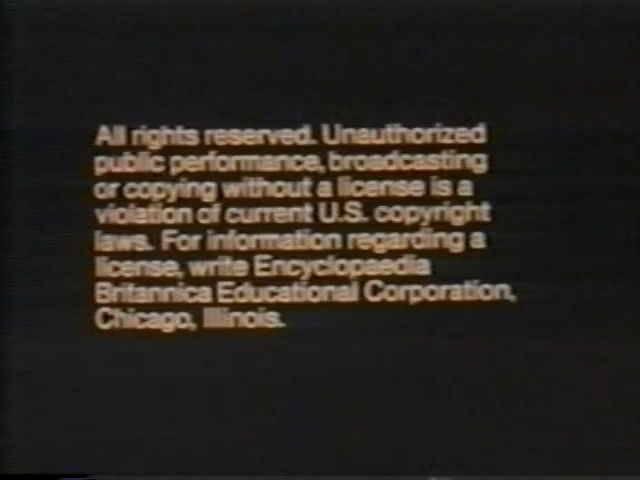 All rights reserved. Unauthorized
public performance, broadcasting
or copying without a license is a
violation of current U.S. copyright
laws. For information regarding a
license, write Encyclopaedia
Britannica Educational Corporation,
Chicago, Illinois.